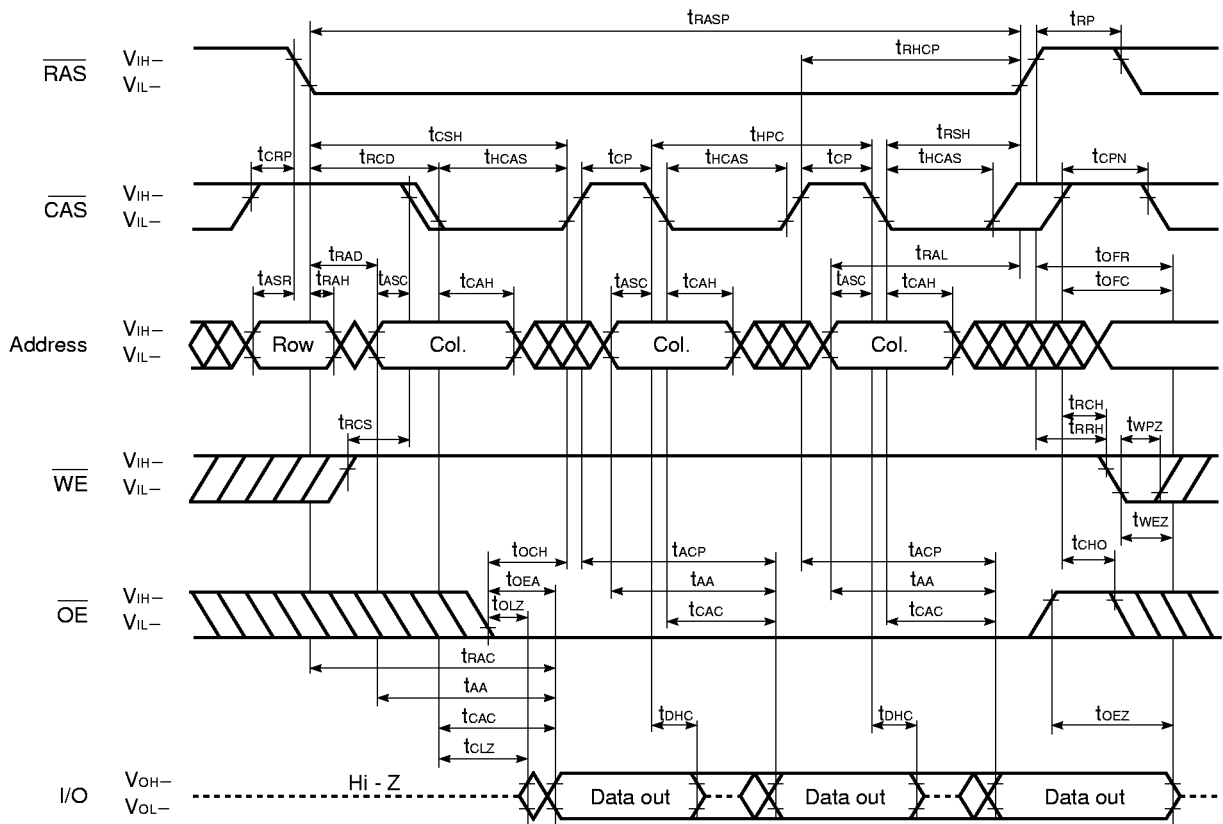 tRASP tRP
tRHCP
RAS VIH–
VIL–
tCSH tHPC tRSH
tCRP tRCD tHCAS tCP tHCAS tCP tHCAS tCPN
CAS VIH–
VIL–
tRAD tRAL tOFR
tASR tRAH tASC tCAH tASC tCAH tASC tCAH tOFC
Address VIH–
VIL–
Row Col. Col. Col.
tRCH
tRCS tRRH tWPZ
WE VIH–
VIL–
tWEZ
tOCH tACP tACP tCHO
tOEA tAA tAA
OE VIH–
VIL–
tOLZ tCAC tCAC
tRAC
tAA
tCAC tDHC tDHC tOEZ
tCLZ
I/O VOH–
VOL–
Hi - Z Data out Data out Data out